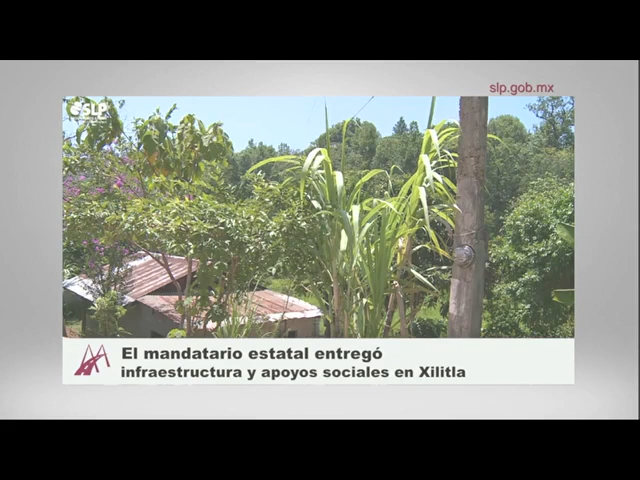 slp.gob.mx
SLP
El mandatario estatal entregó
infraestructura y apoyos sociales en Xilitla